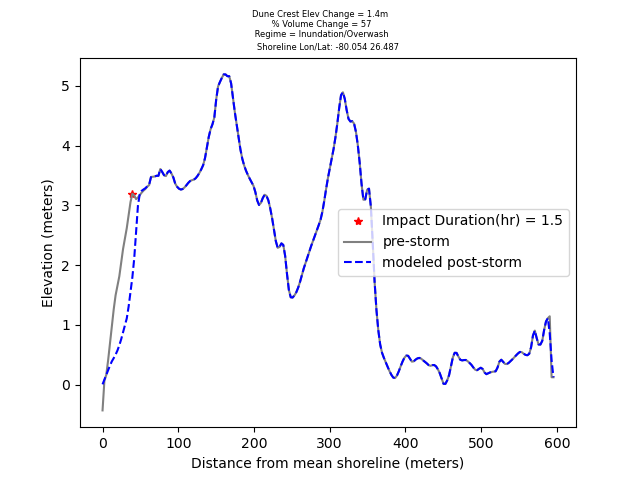 Dune Crest Elev Change = 1.4m
% Volume Change = 57
Regime = Inundation/Overwash
Shoreline Lon/Lat: -80.054 26.487
Elevation (meters)
5
4
3
2
1
0
Impact Duration(hr) = 1.5
pre-storm
modeled post-storm
0 100 200 300 400 500 600
Distance from mean shoreline (meters)